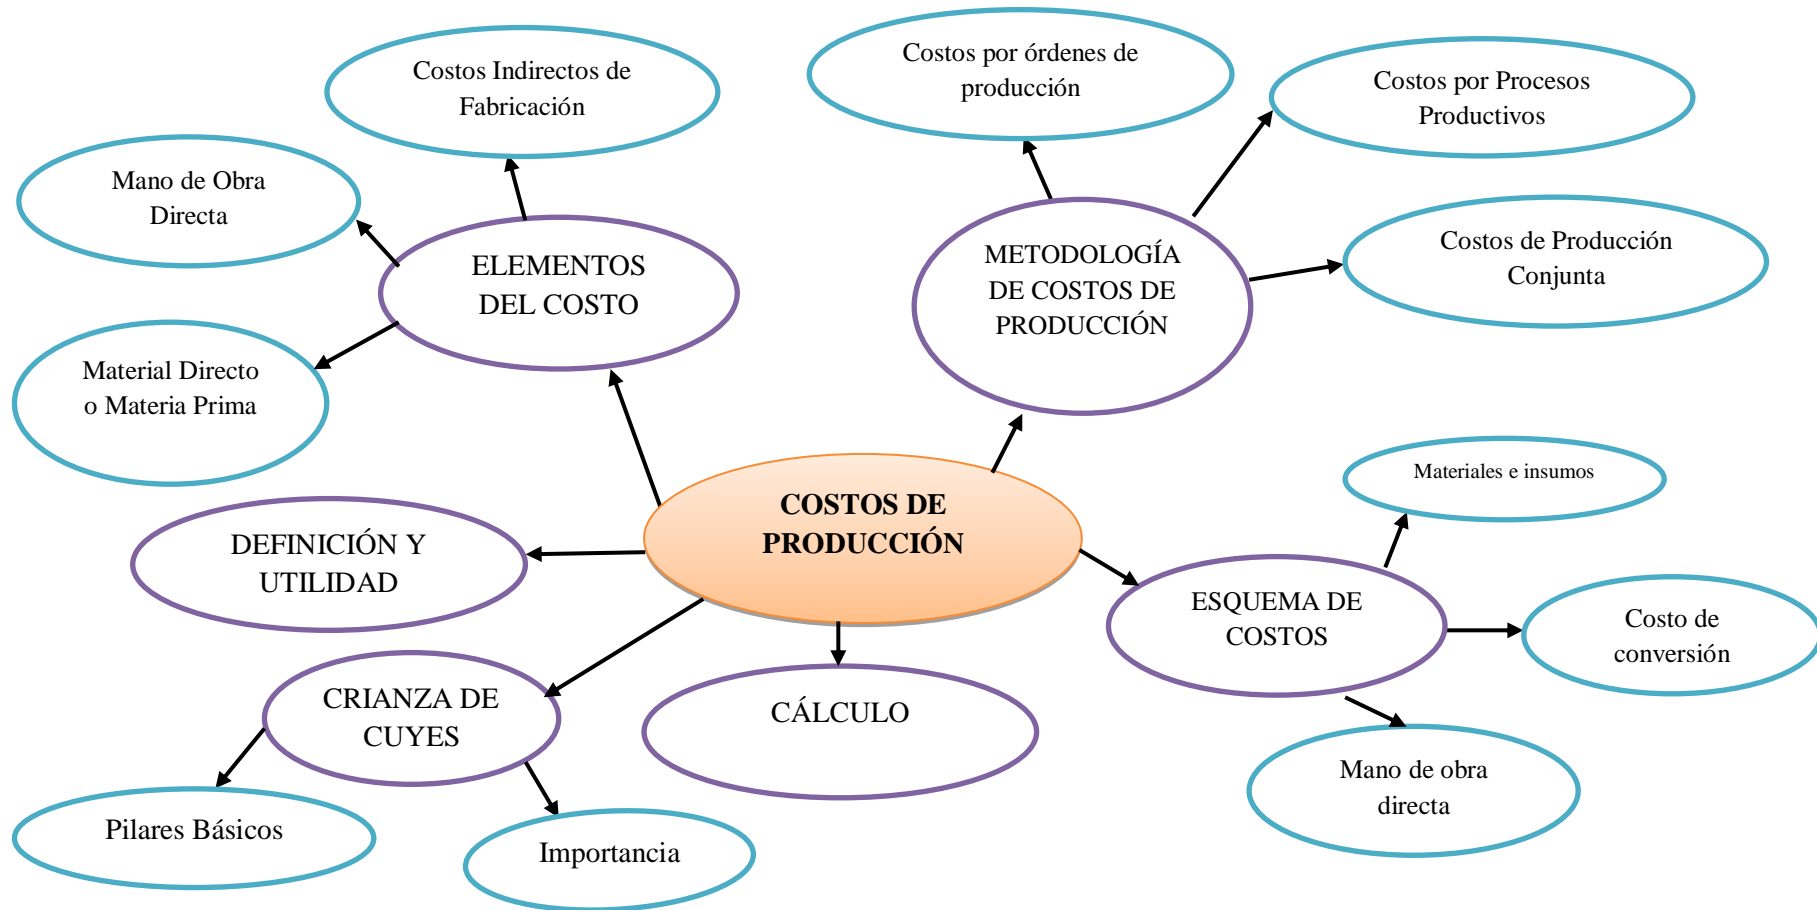 Costos Indirectos de
Fabricación
Costos por órdenes de
producción
Costos por Procesos
Productivos
Mano de Obra
Directa
ELEMENTOS
DEL COSTO
METODOLOGÍA
DE COSTOS DE
PRODUCCIÓN
Costos de Producción
Conjunta
Material Directo
o Materia Prima
COSTOS DE
PRODUCCIÓN
Materiales e insumos
DEFINICIÓN Y
UTILIDAD
ESQUEMA DE
COSTOS
Costo de
conversión
CRIANZA DE
CUYES
CÁLCULO
Mano de obra
directa
Pilares Básicos
Importancia